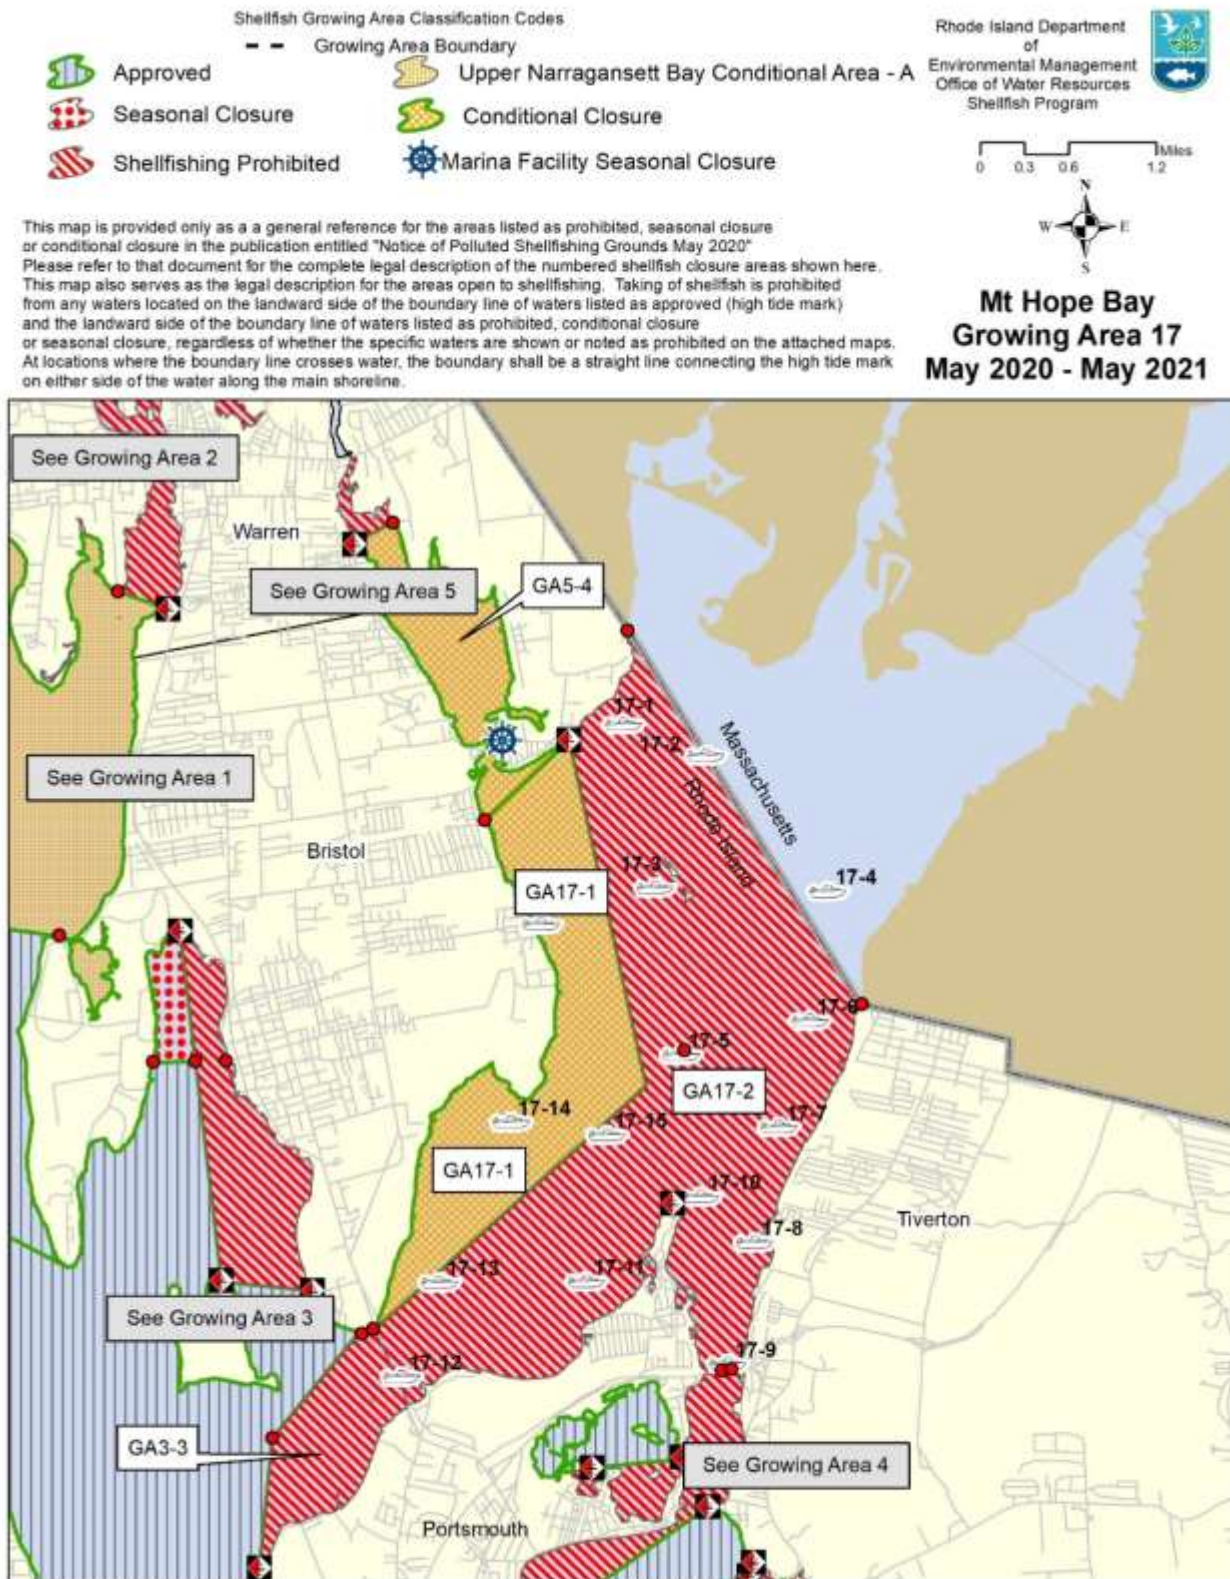 Shellfish Growing Area Classification Codes
Growing Area Boundary
Approved
Upper Narragansett Bay Conditional Area - A
Seasonal Closure
Conditional Closure
Shellfishing Prohibited
Marina Facility Seasonal Closure
Rhode Island Department
of
Environmental Management
Office of Water Resources
Shellfish Program
Miles
0 0.3 0.6 1.2
N
W E
S
This map is provided only as a a general reference for the areas listed as prohibited, seasonal closure
or conditional closure in the publication entitled "Notice of Polluted Shellfishing Grounds May 2020"
Please refer to that document for the complete legal description of the numbered shellfish closure areas shown here.
This map also serves as the legal description for the areas open to shellfishing. Taking of shellfish is prohibited
from any waters located on the landward side of the boundary line of waters listed as approved (high tide mark)
and the landward side of the boundary line of waters listed as prohibited, conditional closure
or seasonal closure, regardless of whether the specific waters are shown or noted as prohibited on the attached maps.
At locations where the boundary line crosses water, the boundary shall be a straight line connecting the high tide mark
on either side of the water along the main shoreline.
Mt Hope Bay
Growing Area 17
May 2020 - May 2021
See Growing Area 2
Warren
See Growing Area 5
GA5-4
17-1
17-2
Massachusetts
Rhode Island
See Growing Area 1
Bristol
17-3
17-4
GA17-1
17-6
17-5
GA17-2
17-14
17-15
17-7
GA17-1
17-10
Tiverton
17-8
17-13
17-11
See Growing Area 3
17-9
17-12
GA3-3
See Growing Area 4
Portsmouth